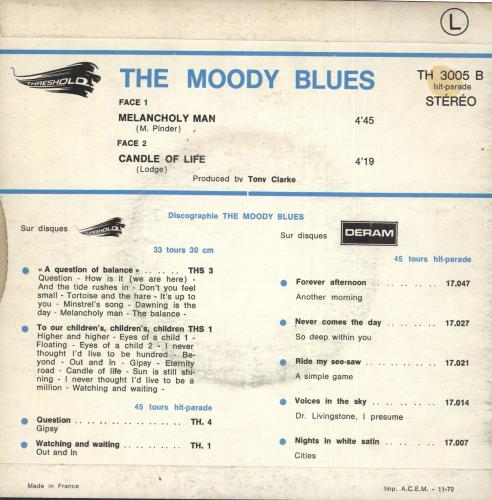 L
THRESHOLD
THE MOODY BLUES
TH 3005 B
hit-parade
STÉRÉO
FACE 1
MELANCHOLY MAN 4'45
(M. Pinder)
FACE 2
CANDLE OF LIFE 4'19
(Lodge)
Produced by Tony Clarke
Discographie THE MOODY BLUES
Sur disques THRESHOLD
33 tours 30 cm
« A question of balance » . . . . . THS 3
Question - How is it (we are here) -
And the tide rushes in - Don't you feel
small - Tortoise and the hare - It's up to
you - Minstrel's song - Dawning is the
day - Melancholy man - The balance -
To our children's, children's, children THS 1
Higher and higher - Eyes of a child 1 -
Floating - Eyes of a child 2 - I never
thought I'd live to be hundred - Be-
yond - Out and in - Gipsy - Eternity
road - Candle of life - Sun is still shi-
ning - I never thought I'd live to be a
million - Watching and waiting -
45 tours hit-parade
Question . . . . . . . . . . . . TH. 4
Gipsy
Watching and waiting . . . . . . . . TH. 1
Out and in
Sur disques DERAM
45 tours hit-parade
Forever afternoon . . . . . . . . 17.047
Another morning
Never comes the day . . . . . . . 17.027
So deep within you
Ride my see-saw . . . . . . . . 17.021
A simple game
Voices in the sky . . . . . . . . 17.014
Dr. Livingstone, I presume
Nights in white satin . . . . . . . 17.007
Cities
Made in France
Imp. A.C.E.M. - 11-70